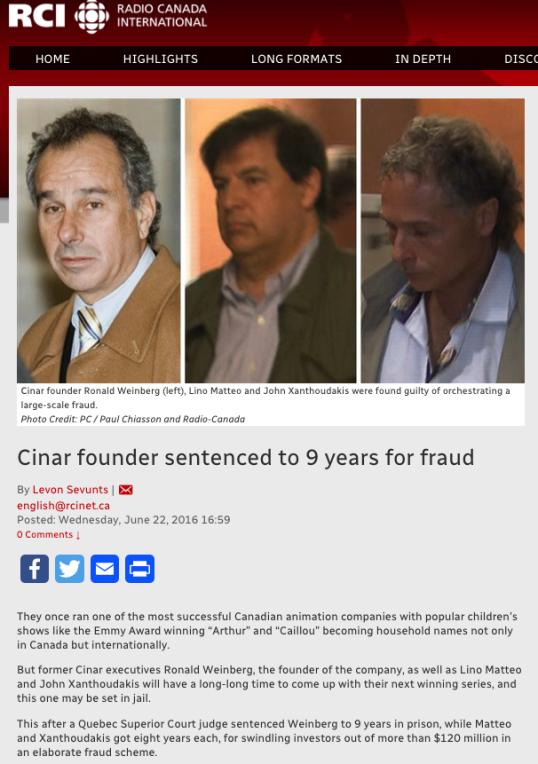 RCI RADIO CANADA
INTERNATIONAL
HOME HIGHLIGHTS LONG FORMATS IN DEPTH DISC
Cinar founder Ronald Weinberg (left), Lino Matteo and John Xanthoudakis were found guilty of orchestrating a
large-scale fraud.
Photo Credit: PC / Paul Chiasson and Radio-Canada
Cinar founder sentenced to 9 years for fraud
By Levon Sevunts |
english@rcinet.ca
Posted: Wednesday, June 22, 2016 16:59
0 Comments ↓
They once ran one of the most successful Canadian animation companies with popular children's
shows like the Emmy Award winning “Arthur” and “Caillou” becoming household names not only
in Canada but internationally.
But former Cinar executives Ronald Weinberg, the founder of the company, as well as Lino Matteo
and John Xanthoudakis will have a long-long time to come up with their next winning series, and
this one may be set in jail.
This after a Quebec Superior Court judge sentenced Weinberg to 9 years in prison, while Matteo
and Xanthoudakis got eight years each, for swindling investors out of more than $120 million in
an elaborate fraud scheme.